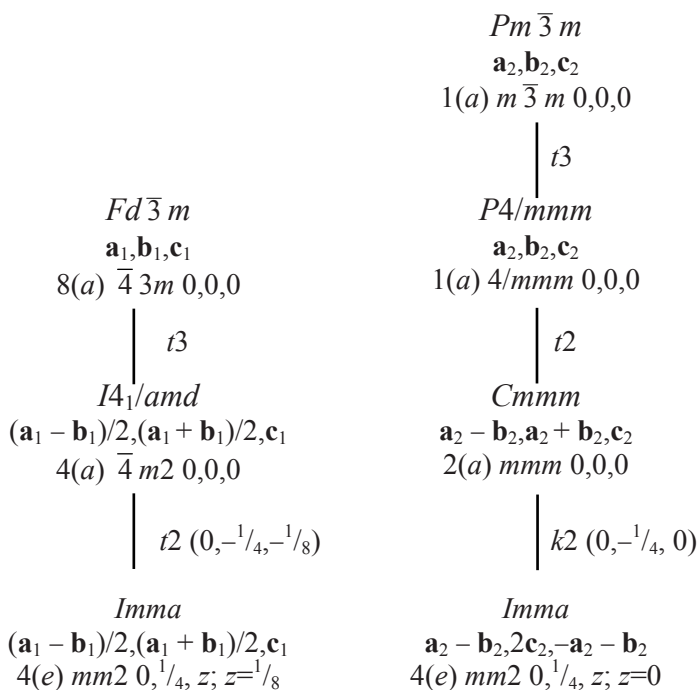 Fd3̅m
a₁,b₁,c₁
8(a) 4̅3m 0,0,0
t3
I4₁/amd
(a₁ – b₁)/2,(a₁ + b₁)/2,c₁
4(a) 4̅m2 0,0,0
t2 (0,–¹/₄,–¹/₈)
Imma
(a₁ – b₁)/2,(a₁ + b₁)/2,c₁
4(e) mm2 0,¹/₄, z; z=¹/₈
Pm3̅m
a₂,b₂,c₂
1(a) m3̅m 0,0,0
t3
P4/mmm
a₂,b₂,c₂
1(a) 4/mmm 0,0,0
t2
Cmmm
a₂ – b₂,a₂ + b₂,c₂
2(a) mmm 0,0,0
k2 (0,–¹/₄, 0)
Imma
a₂ – b₂,2c₂,–a₂ – b₂
4(e) mm2 0,¹/₄, z; z=0